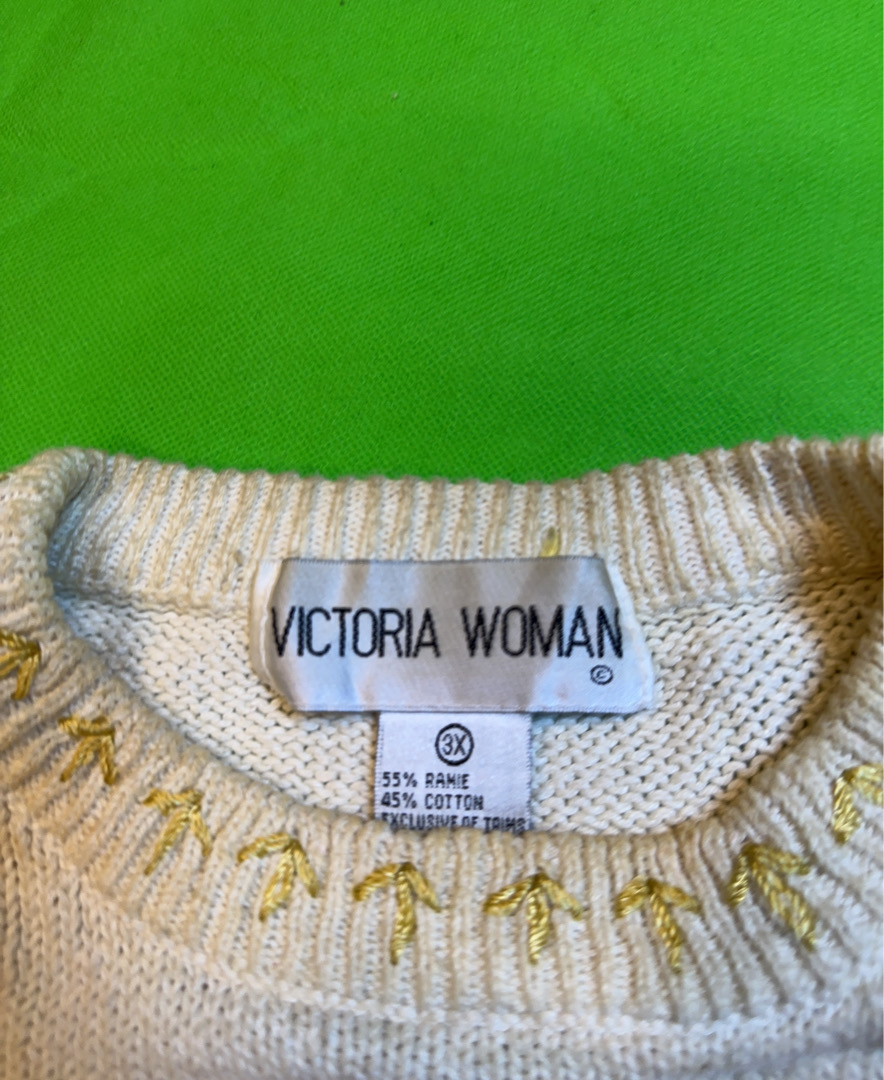 VICTORIA WOMAN
©
3X
55% RAMIE
45% COTTON
EXCLUSIVE OF TRIMS